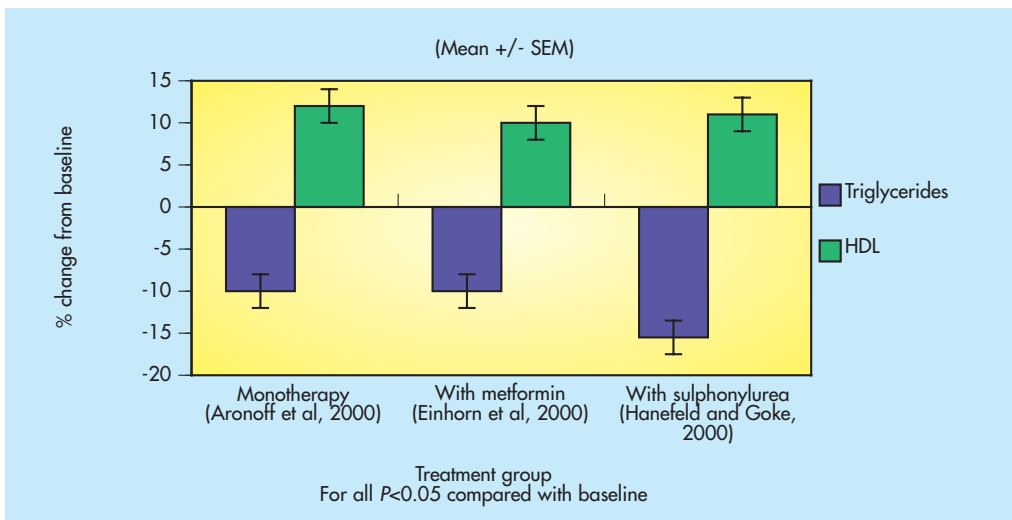 (Mean +/- SEM)
% change from baseline
15
10
5
0
-5
-10
-15
-20
Triglycerides
HDL
Monotherapy
(Aronoff et al, 2000)
With metformin
(Einhorn et al, 2000)
With sulphonylurea
(Hanefeld and Goke,
2000)
Treatment group
For all P<0.05 compared with baseline